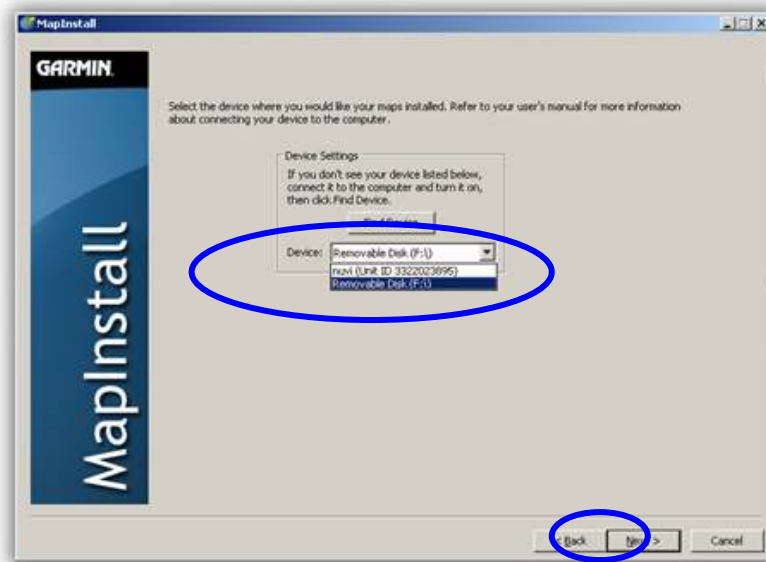 MapInstall
GARMIN.
Select the device where you would like your maps installed. Refer to your user's manual for more information
about connecting your device to the computer.
Device Settings
If you don't see your device listed below,
connect it to the computer and turn it on,
then click Find Device.
Find Device
Device: Removable Disk (F:\)
nuvi (Unit ID 3322023895)
Removable Disk (F:\)
MapInstall
< Back Next > Cancel